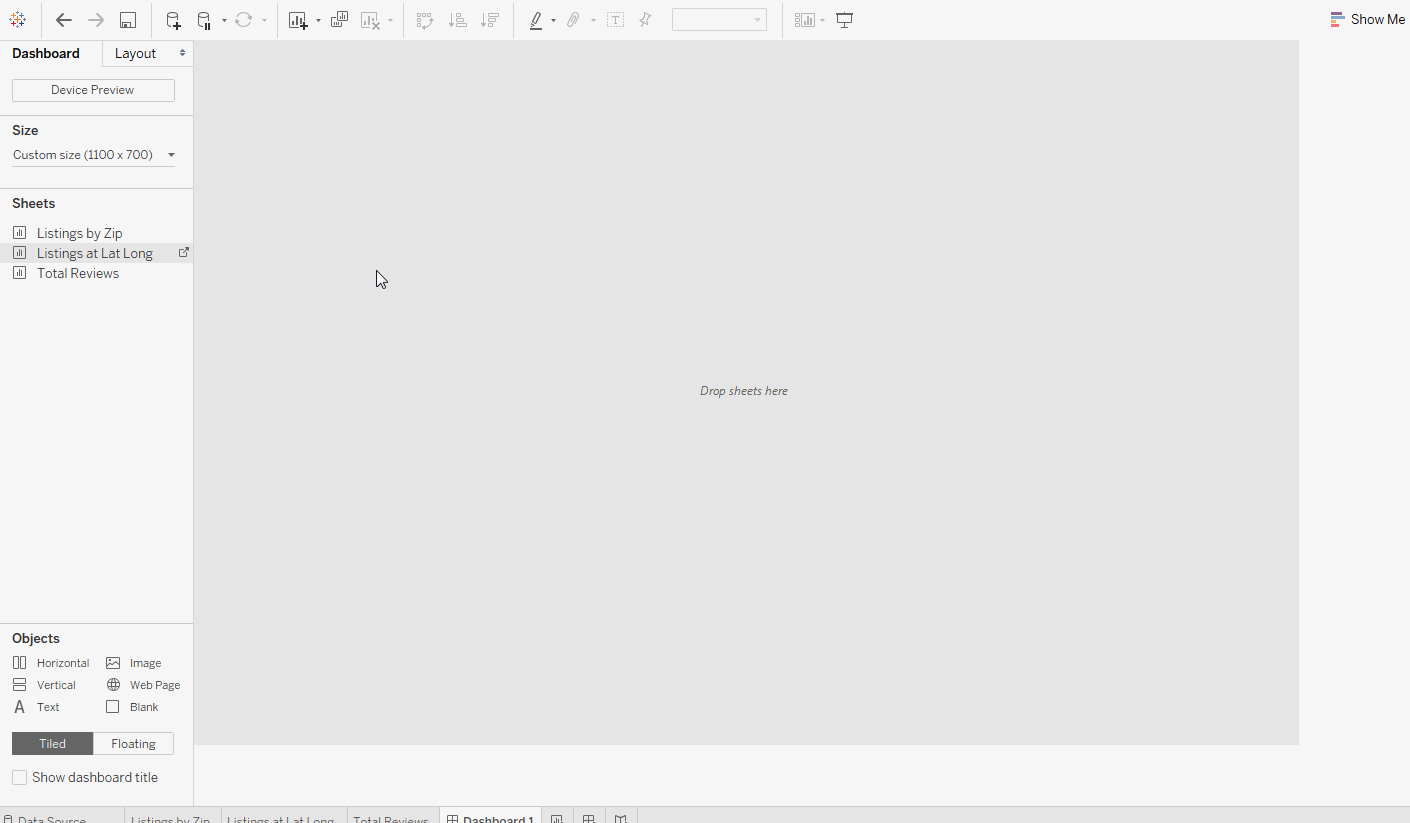 Show Me
Dashboard Layout
Device Preview
Size
Custom size (1100 x 700)
Sheets
Listings by Zip
Listings at Lat Long
Total Reviews
Drop sheets here
Objects
Horizontal Image
Vertical Web Page
A Text Blank
Tiled Floating
Show dashboard title
Data Source Listings by Zip Listings at Lat Long Total Reviews Dashboard 1